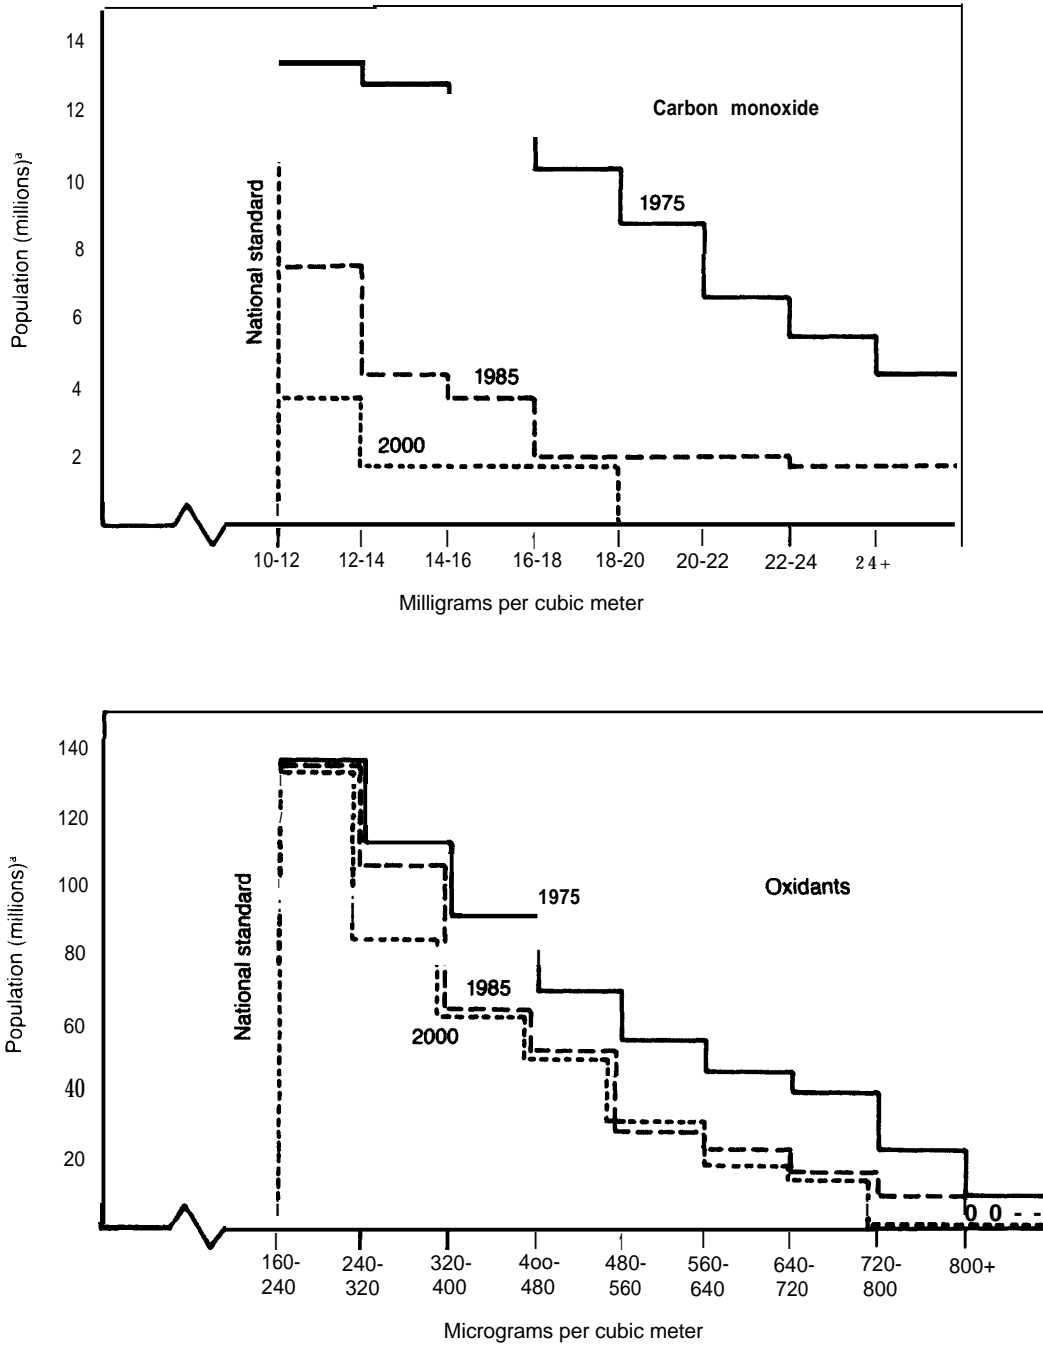 14
12
10
8
6
4
2
Population (millions)ᵃ
National standard
Carbon monoxide
1975
1985
2000
10-12 12-14 14-16 16-18 18-20 20-22 22-24 24+
Milligrams per cubic meter
140
120
100
80
60
40
20
Population (millions)ᵃ
National standard
Oxidants
1975
1985
2000
00--
160- 240- 320- 4oo- 480- 560- 640- 720- 800+
240 320 400 480 560 640 720 800
Micrograms per cubic meter